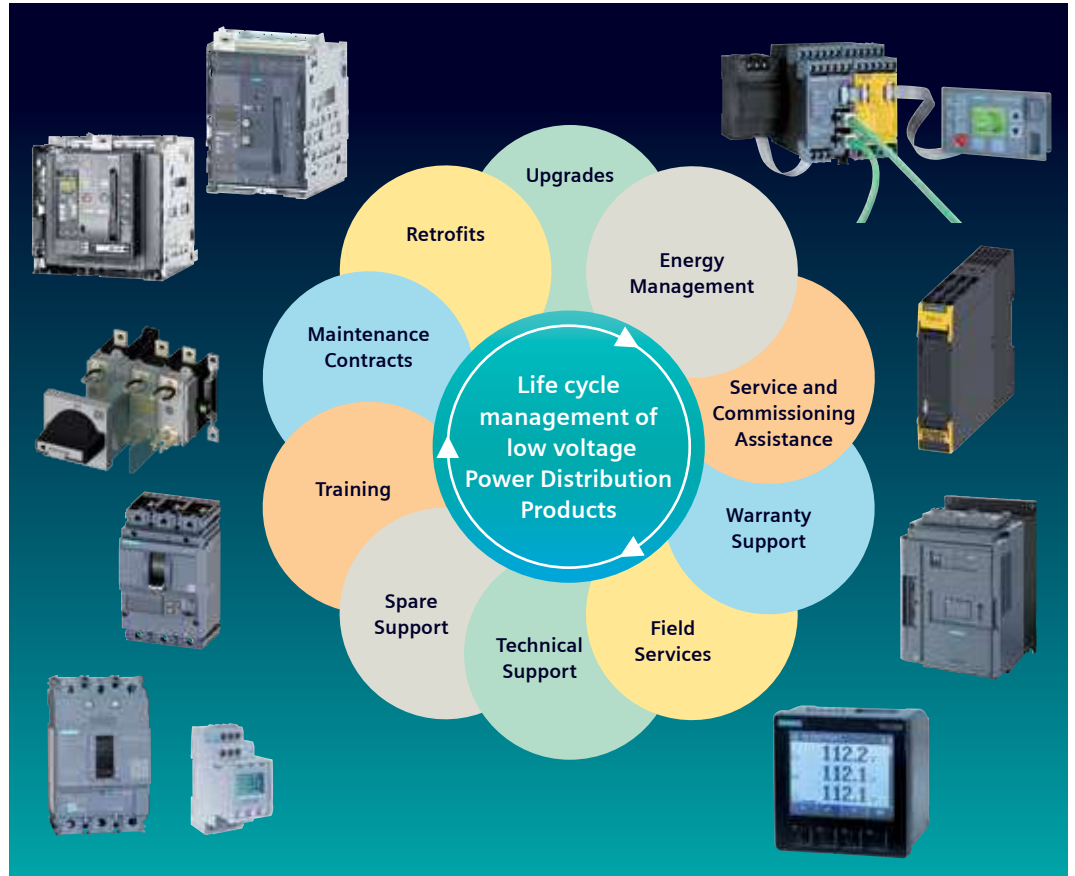 Upgrades
Retrofits
Energy
Management
Maintenance
Contracts
Life cycle
management of
low voltage
Power Distribution
Products
Service and
Commissioning
Assistance
Training
Warranty
Support
Spare
Support
Technical
Support
Field
Services
SIEMENS
112.2
112.1
112.1